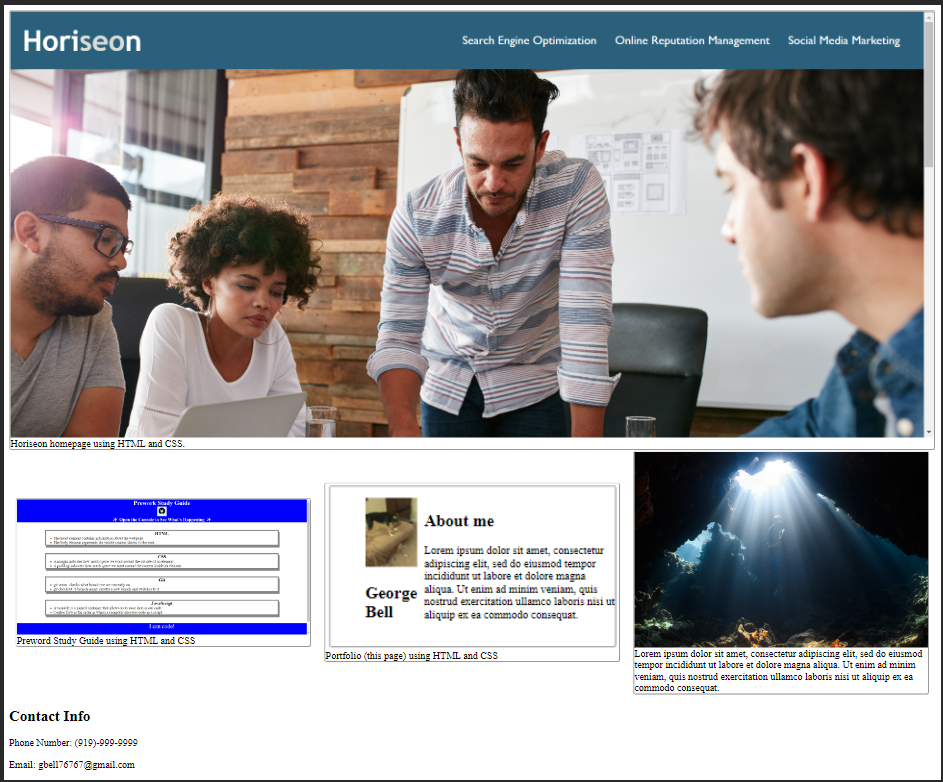 Horiseon
Search Engine Optimization Online Reputation Management Social Media Marketing
Horiseon homepage using HTML and CSS.
Prework Study Guide
Open the Console to See What's Happening
HTML
CSS
Git
JavaScript
I can code!
Preword Study Guide using HTML and CSS
George
Bell
About me
Lorem ipsum dolor sit amet, consectetur
adipiscing elit, sed do eiusmod tempor
incididunt ut labore et dolore magna
aliqua. Ut enim ad minim veniam, quis
nostrud exercitation ullamco laboris nisi ut
aliquip ex ea commodo consequat.
Portfolio (this page) using HTML and CSS
Lorem ipsum dolor sit amet, consectetur adipiscing elit, sed do eiusmod
tempor incididunt ut labore et dolore magna aliqua. Ut enim ad minim
veniam, quis nostrud exercitation ullamco laboris nisi ut aliquip ex ea
commodo consequat.
Contact Info
Phone Number: (919)-999-9999
Email: gbell76767@gmail.com